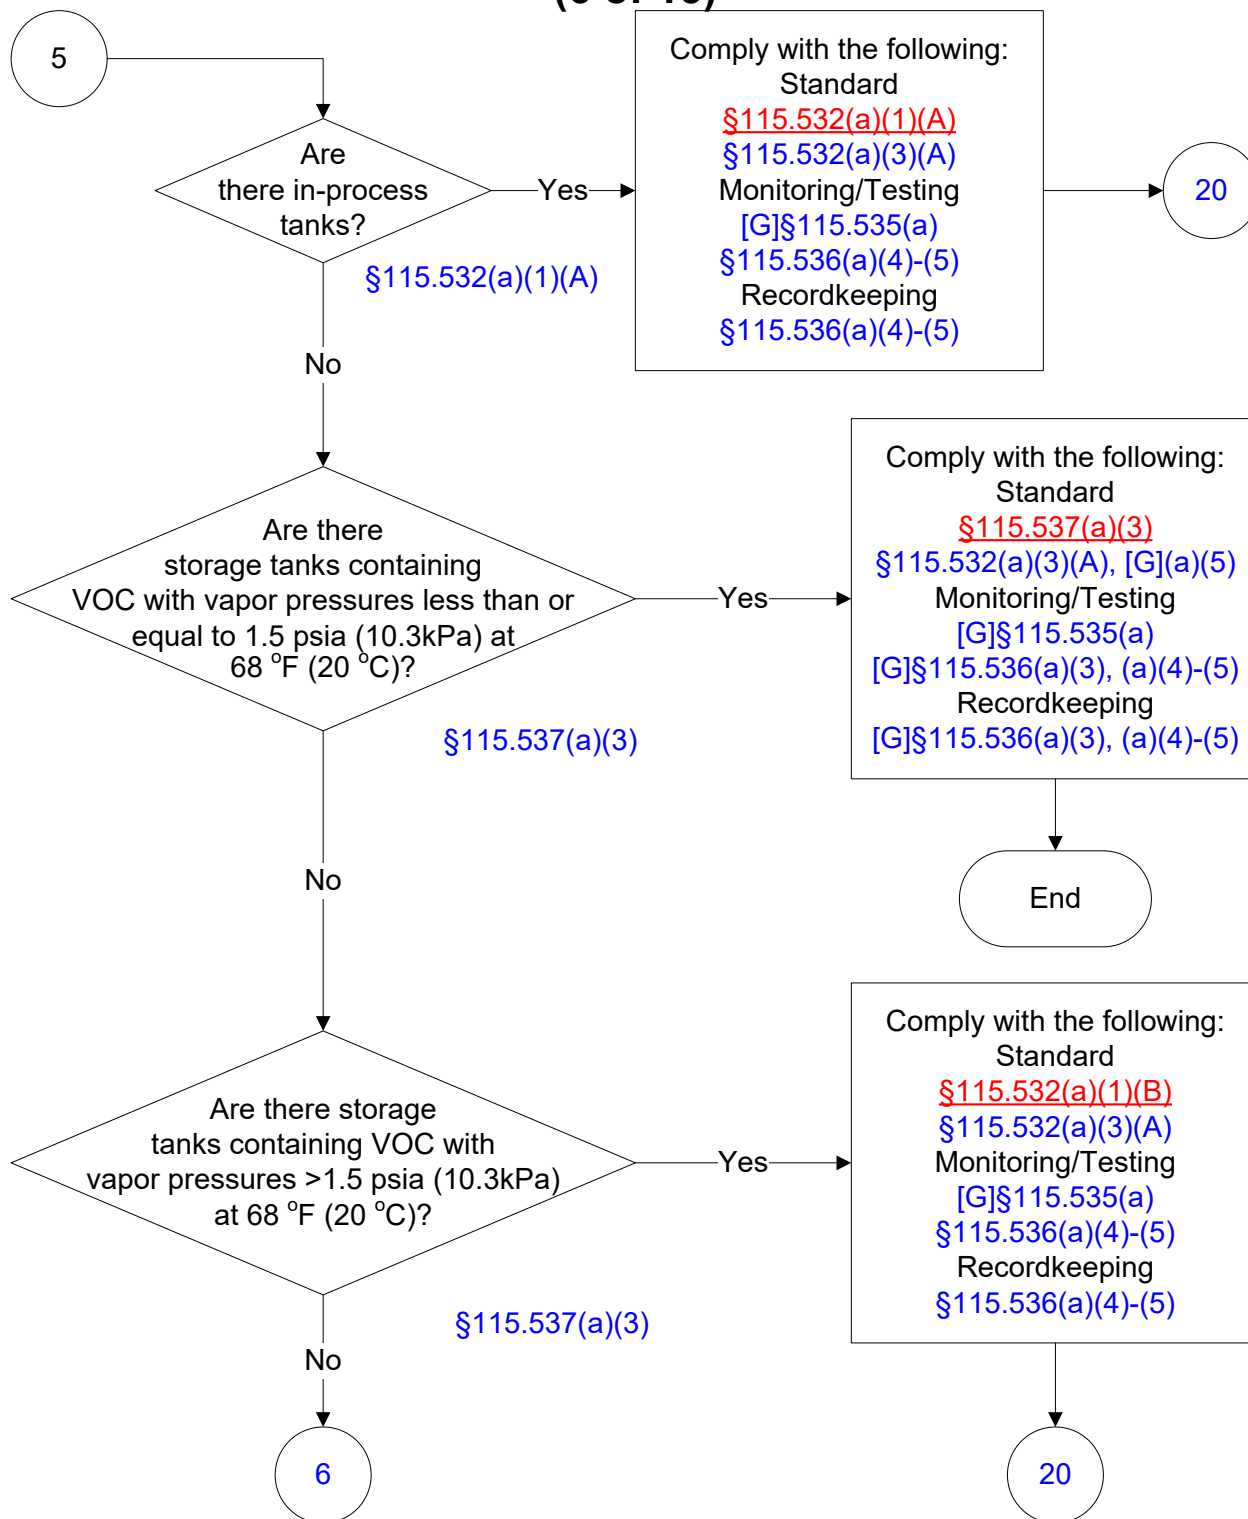 5
Comply with the following:
Standard
§115.532(a)(1)(A)
§115.532(a)(3)(A)
Monitoring/Testing
[G]§115.535(a)
§115.536(a)(4)-(5)
Recordkeeping
§115.536(a)(4)-(5)
Are
there in-process
tanks?
Yes
20
§115.532(a)(1)(A)
No
Comply with the following:
Standard
§115.537(a)(3)
§115.532(a)(3)(A), [G](a)(5)
Monitoring/Testing
[G]§115.535(a)
[G]§115.536(a)(3), (a)(4)-(5)
Recordkeeping
[G]§115.536(a)(3), (a)(4)-(5)
Are there
storage tanks containing
VOC with vapor pressures less than or
equal to 1.5 psia (10.3kPa) at
68 °F (20 °C)?
Yes
§115.537(a)(3)
No
End
Comply with the following:
Standard
§115.532(a)(1)(B)
§115.532(a)(3)(A)
Monitoring/Testing
[G]§115.535(a)
§115.536(a)(4)-(5)
Recordkeeping
§115.536(a)(4)-(5)
Are there storage
tanks containing VOC with
vapor pressures >1.5 psia (10.3kPa)
at 68 °F (20 °C)?
Yes
§115.537(a)(3)
No
6
20